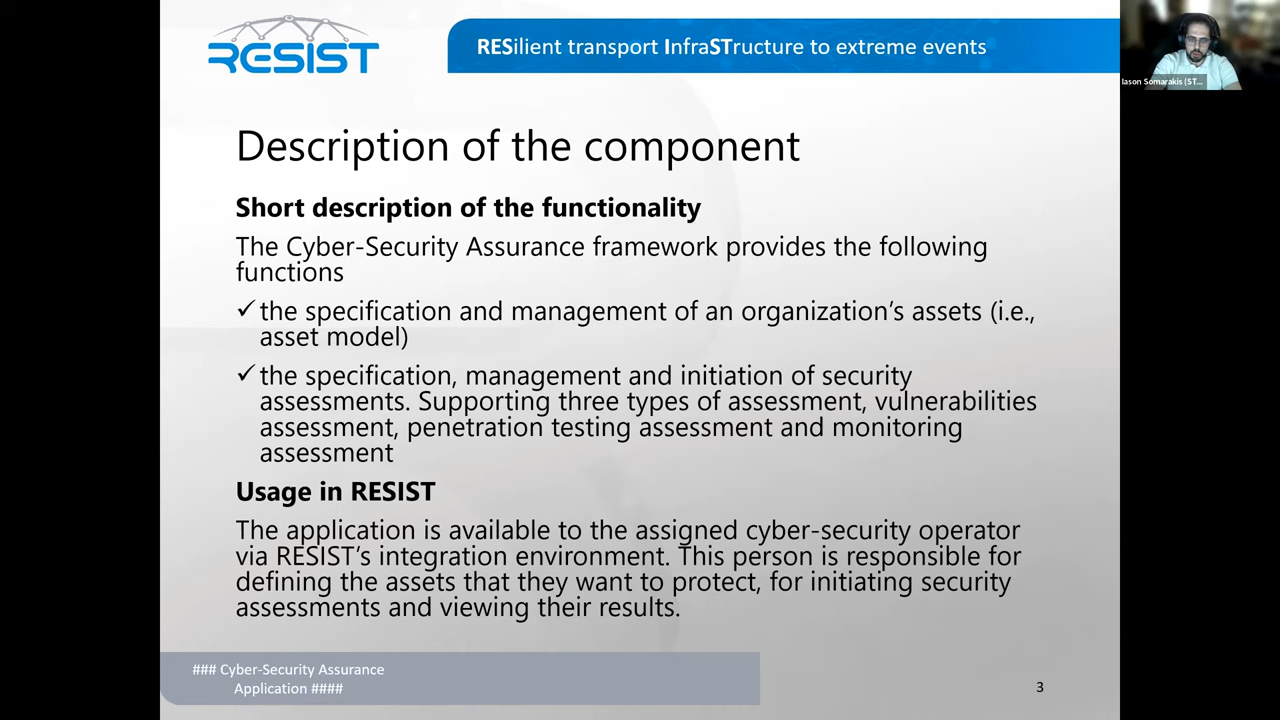 RESIST
RESilient transport InfraSTructure to extreme events
Iason Somarakis (ST...
Description of the component
Short description of the functionality
The Cyber-Security Assurance framework provides the following
functions
✓ the specification and management of an organization's assets (i.e.,
asset model)
✓ the specification, management and initiation of security
assessments. Supporting three types of assessment, vulnerabilities
assessment, penetration testing assessment and monitoring
assessment
Usage in RESIST
The application is available to the assigned cyber-security operator
via RESIST's integration environment. This person is responsible for
defining the assets that they want to protect, for initiating security
assessments and viewing their results.
### Cyber-Security Assurance
Application ####
3